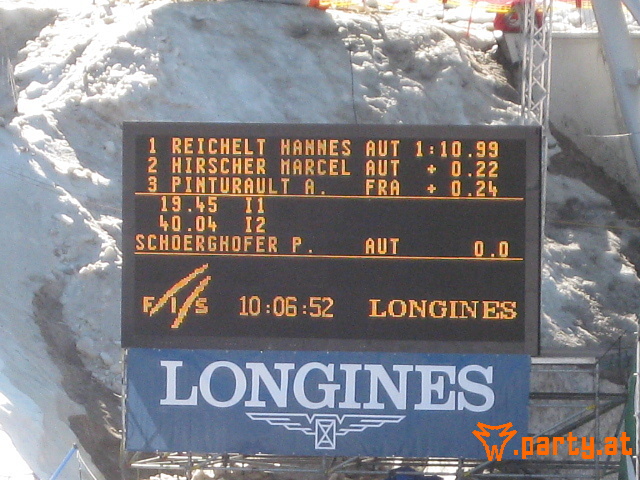 1 REICHELT HANNES AUT 1:10.99
2 HIRSCHER MARCEL AUT + 0.22
3 PINTURAULT A. FRA + 0.24
19.45 I1
40.04 I2
SCHOERGHOFER P. AUT 0.0
FIS 10:06:52 LONGINES
LONGINES
.party.at